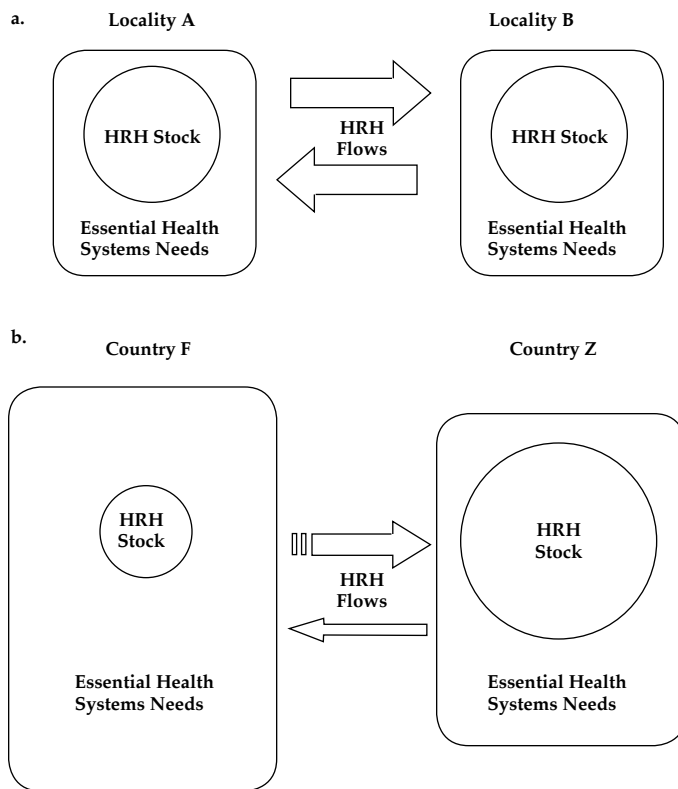 a.
Locality A
Locality B
HRH Stock
HRH
Flows
HRH Stock
Essential Health
Systems Needs
Essential Health
Systems Needs
b.
Country F
Country Z
HRH
Stock
HRH
Flows
HRH
Stock
Essential Health
Systems Needs
Essential Health
Systems Needs